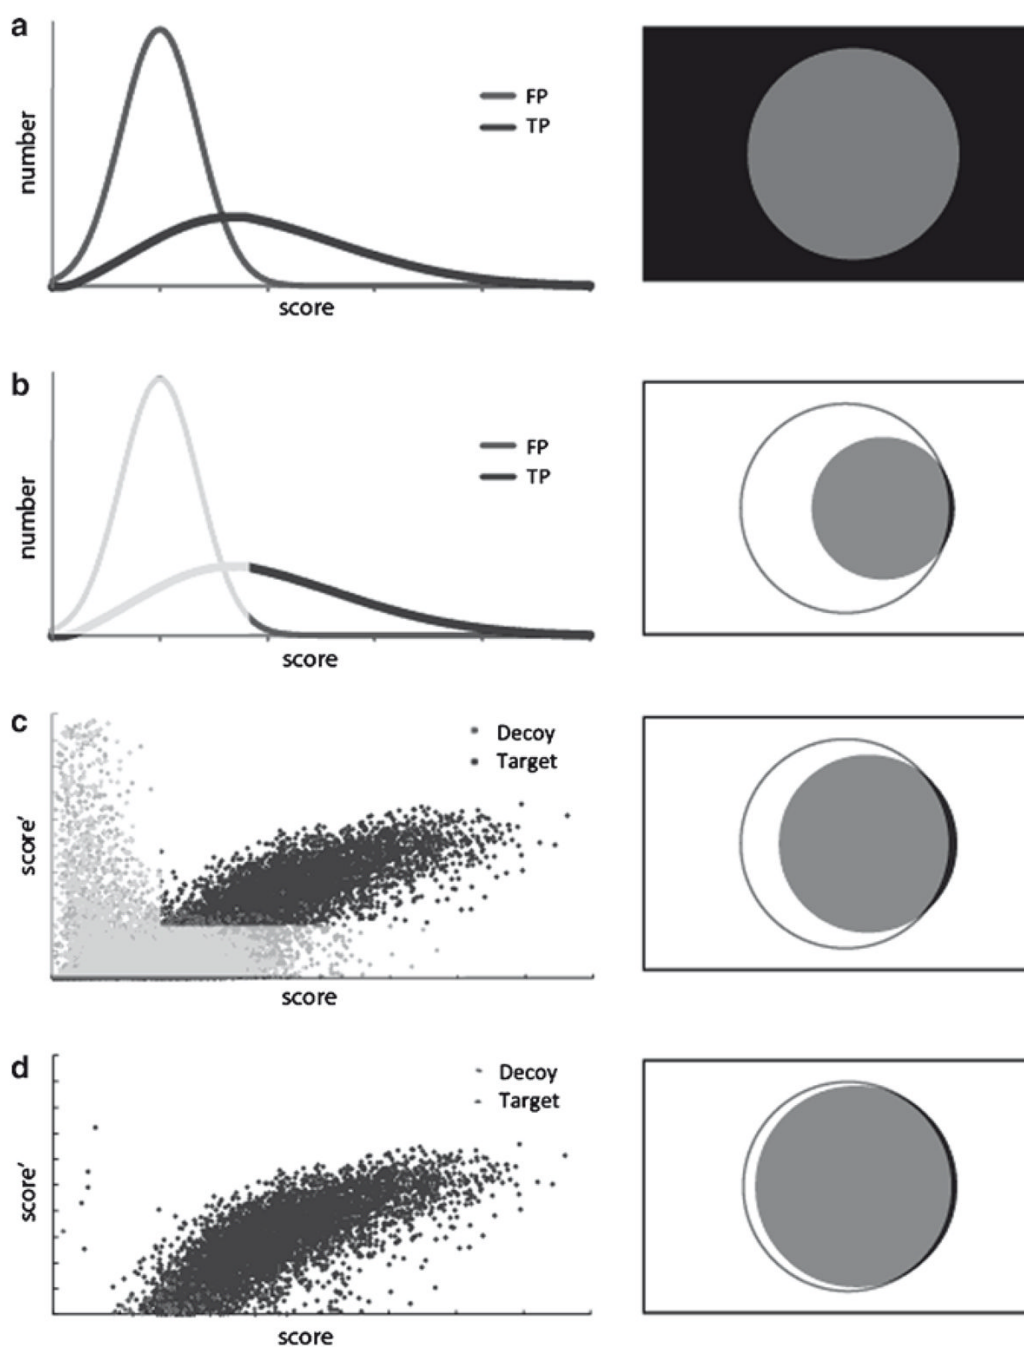 a
number
FP
TP
score
b
number
FP
TP
score
c
score′
Decoy
Target
score
d
score′
Decoy
Target
score